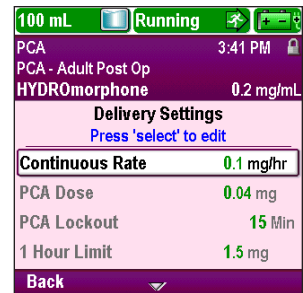 100 mL Running
PCA 3:41 PM
PCA - Adult Post Op
HYDROmorphone 0.2 mg/mL
Delivery Settings
Press 'select' to edit
Continuous Rate 0.1 mg/hr
PCA Dose 0.04 mg
PCA Lockout 15 Min
1 Hour Limit 1.5 mg
Back